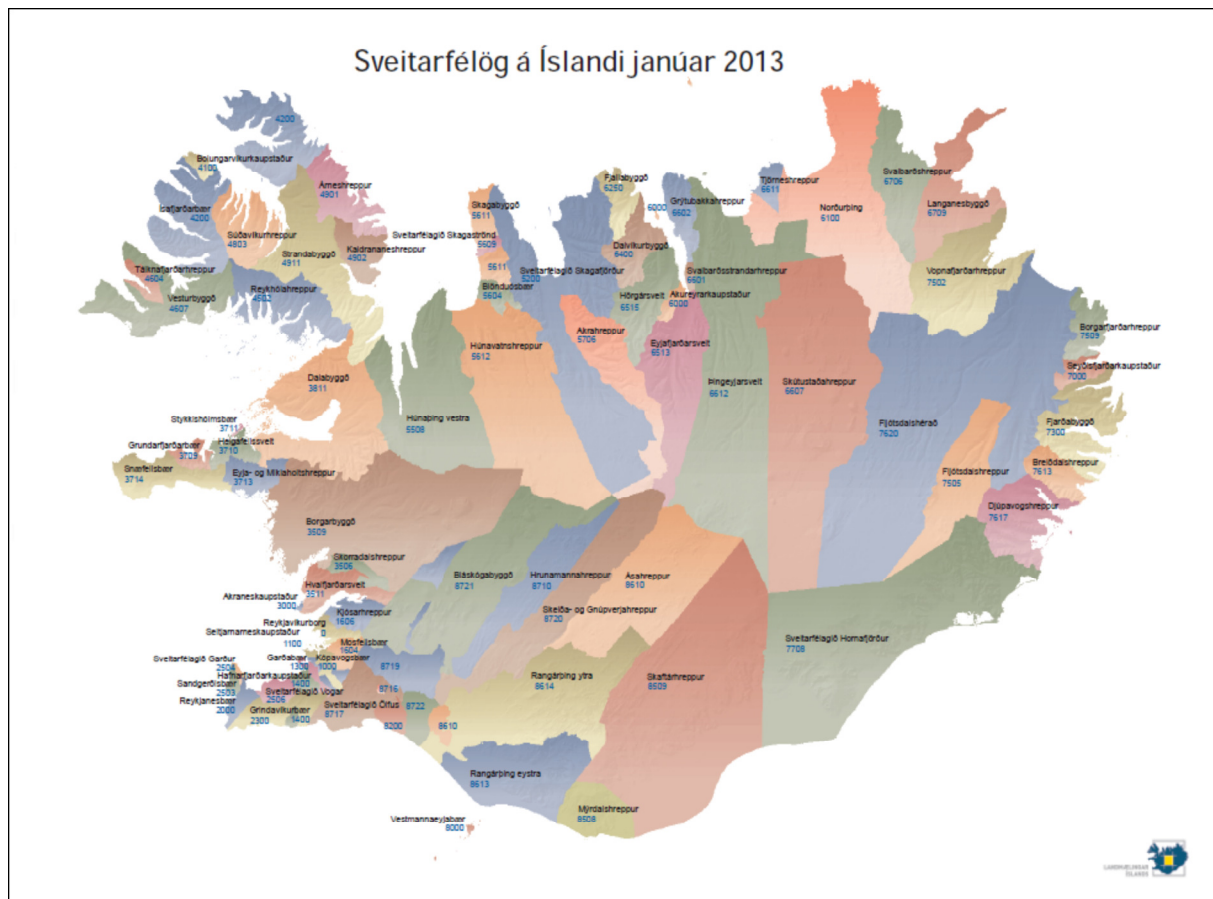 Sveitarfélög á Íslandi janúar 2013
4200
Bolungarvíkurkaupstaður
4100
Árneshreppur
4901
Ísafjarðarbær
4200
Súðavíkurhreppur
4803
Strandabyggð
4911
Kaldrananeshreppur
4902
Tálknafjarðarhreppur
4604
Vesturbyggð
4607
Reykhólahreppur
4502
Skagabyggð
5611
Sveitarfélagið Skagaströnd
5609
5611
Blönduósbær
5604
Sveitarfélagið Skagafjörður
5200
Fjallabyggð
6250
6000
Grýtubakkahreppur
6602
Dalvíkurbyggð
6400
Hörgársveit
6515
Svalbarðsstrandarhreppur
6601
Akureyrarkaupstaður
6000
Tjörneshreppur
6611
Norðurþing
6100
Svalbarðshreppur
6706
Langanesbyggð
6709
Vopnafjarðarhreppur
7502
Borgarfjarðarhreppur
7509
Seyðisfjarðarkaupstaður
7000
Fjarðabyggð
7300
Breiðdalshreppur
7613
Djúpavogshreppur
7617
Fljótsdalshérað
7620
Fljótsdalshreppur
7505
Skútustaðahreppur
6607
Þingeyjarsveit
6612
Eyjafjarðarsveit
6513
Akrahreppur
5706
Húnavatnshreppur
5612
Húnaþing vestra
5508
Dalabyggð
3811
Stykkishólmsbær
3711
Grundarfjarðarbær
3709
Helgafellssveit
3710
Snæfellsbær
3714
Eyja- og Miklaholtshreppur
3713
Borgarbyggð
3609
Skorradalshreppur
3506
Hvalfjarðarsveit
3511
Akraneskaupstaður
3000
Kjósarhreppur
1606
Reykjavíkurborg
0
Seltjarnarneskaupstaður
1100
Mosfellsbær
1604
Sveitarfélagið Garður
2504
Garðabær
1300
Kópavogsbær
1000
8719
Hafnarfjarðarkaupstaður
1400
Sandgerðisbær
2503
Sveitarfélagið Vogar
2506
8716
Reykjanesbær
2000
Grindavíkurbær
2300
1400
Sveitarfélagið Ölfus
8717
8722
8200
8610
Bláskógabyggð
8721
Hrunamannahreppur
8710
Ásahreppur
8610
Skeiða- og Gnúpverjahreppur
8720
Rangárþing ytra
8614
Skaftárhreppur
8509
Sveitarfélagið Hornafjörður
7708
Rangárþing eystra
8613
Mýrdalshreppur
8508
Vestmannaeyjabær
8000
LANDMÆLINGAR
ÍSLANDS